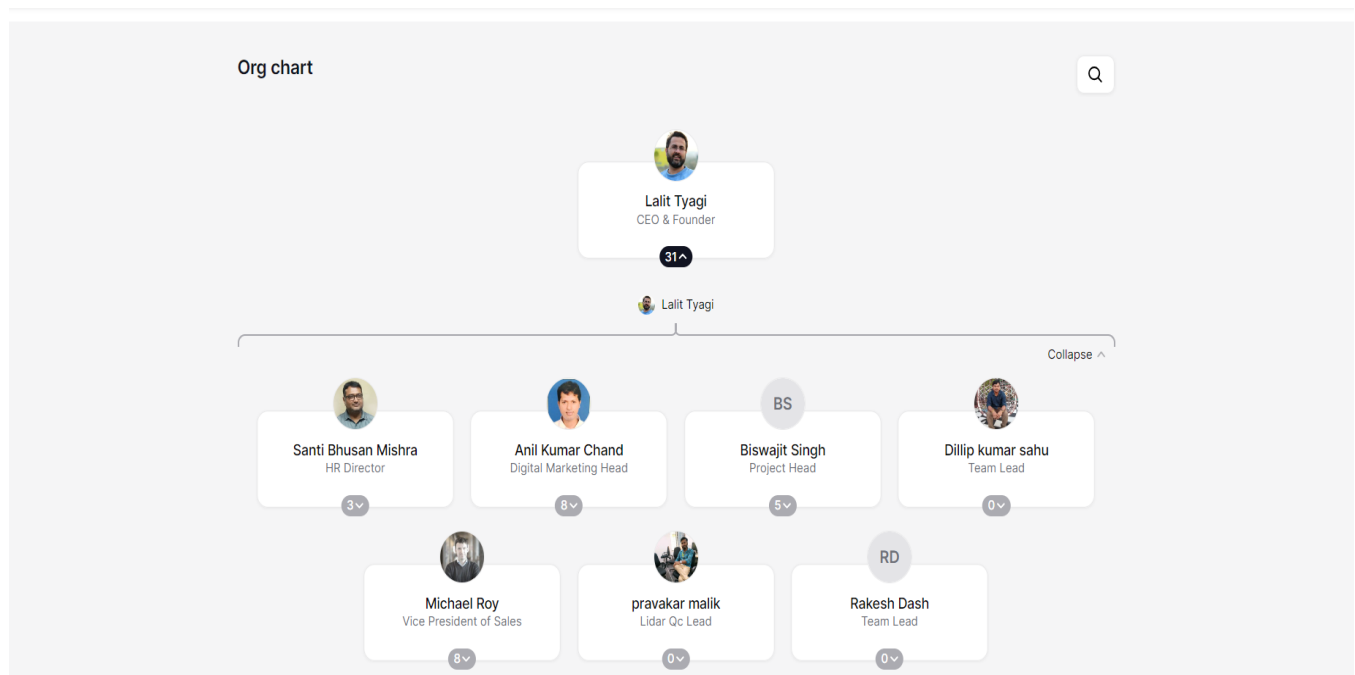 Org chart
Lalit Tyagi
CEO & Founder
31
Lalit Tyagi
Collapse
BS
Santi Bhusan Mishra
HR Director
3
Anil Kumar Chand
Digital Marketing Head
8
Biswajit Singh
Project Head
5
Dillip kumar sahu
Team Lead
0
RD
Michael Roy
Vice President of Sales
8
pravakar malik
Lidar Qc Lead
0
Rakesh Dash
Team Lead
0